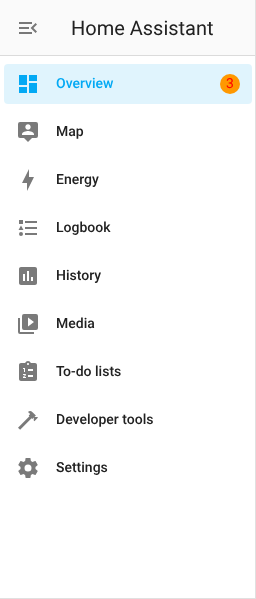 Home Assistant
Overview 3
Map
Energy
Logbook
History
Media
To-do lists
Developer tools
Settings